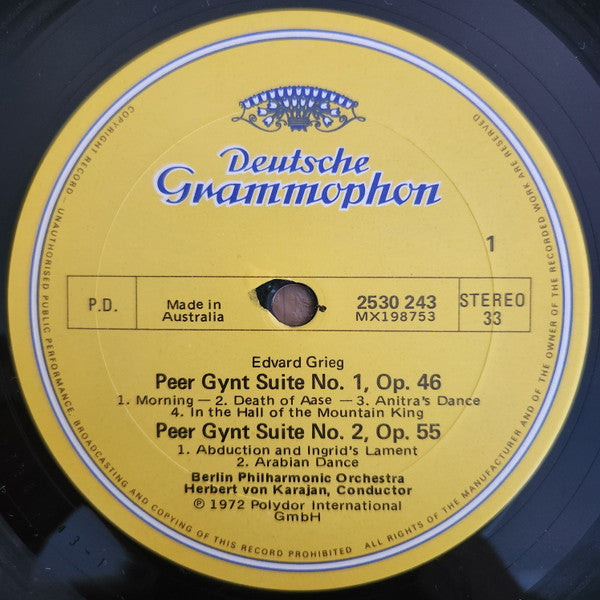 Deutsche
Grammophon
1
P.D.
Made in
Australia
2530 243
MX198753
STEREO
33
Edvard Grieg
Peer Gynt Suite No. 1, Op. 46
1. Morning — 2. Death of Aase — 3. Anitra's Dance
4. In the Hall of the Mountain King
Peer Gynt Suite No. 2, Op. 55
1. Abduction and Ingrid's Lament
2. Arabian Dance
Berlin Philharmonic Orchestra
Herbert von Karajan, Conductor
℗ 1972 Polydor International
GmbH
COPYRIGHT RECORD — UNAUTHORISED PUBLIC PERFORMANCE, BROADCASTING AND COPYING OF THIS RECORD PROHIBITED
ALL RIGHTS OF THE MANUFACTURER AND OF THE OWNER OF THE RECORDED WORK ARE RESERVED